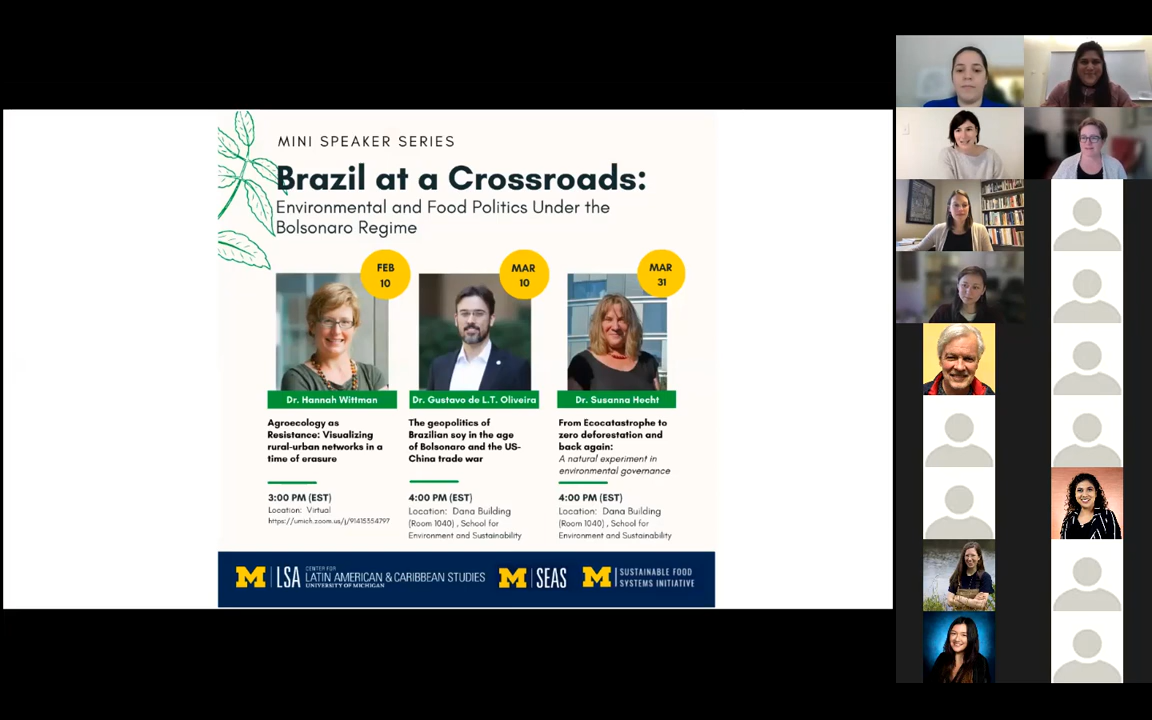 MINI SPEAKER SERIES
Brazil at a Crossroads:
Environmental and Food Politics Under the
Bolsonaro Regime
FEB
10
MAR
10
MAR
31
Dr. Hannah Wittman
Dr. Gustavo de L.T. Oliveira
Dr. Susanna Hecht
Agroecology as
Resistance: Visualizing
rural-urban networks in a
time of erasure
3:00 PM (EST)
Location: Virtual
https://umich.zoom.us/j/91415554797
The geopolitics of
Brazilian soy in the age
of Bolsonaro and the US-
China trade war
4:00 PM (EST)
Location: Dana Building
(Room 1040) , School for
Environment and Sustainability
From Ecocatastrophe to
zero deforestation and
back again:
A natural experiment in
environmental governance
4:00 PM (EST)
Location: Dana Building
(Room 1040) , School for
Environment and Sustainability
M LSA CENTER FOR
LATIN AMERICAN & CARIBBEAN STUDIES
UNIVERSITY OF MICHIGAN
M SEAS
M SUSTAINABLE FOOD
SYSTEMS INITIATIVE